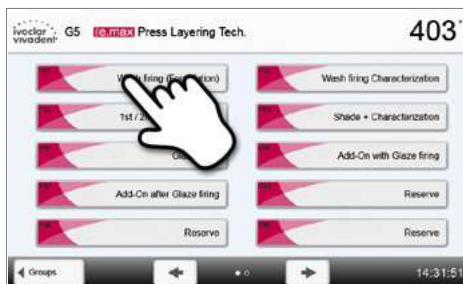 ivoclar vivadent G5 IPS e.max Press Layering Tech. 403°
Wash firing Characterization
1st / 2
Shade + Characterization
Add-On with Glaze firing
Add-On after Glaze firing
Reserve
Reserve
Reserve
Groups 14:31:51